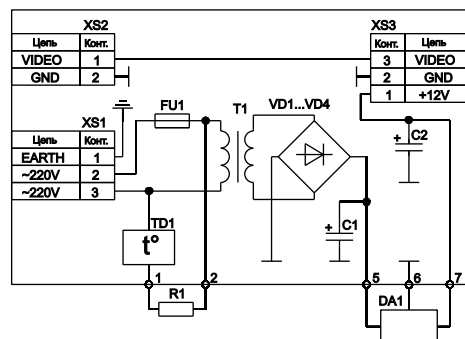 XS2
Цепь Конт.
VIDEO 1
GND 2
XS3
Конт. Цепь
3 VIDEO
2 GND
1 +12V
XS1
Цепь Конт.
EARTH 1
~220V 2
~220V 3
FU1
T1
VD1...VD4
+ C2
+ C1
TD1
t°
1 2 5 6 7
R1
DA1